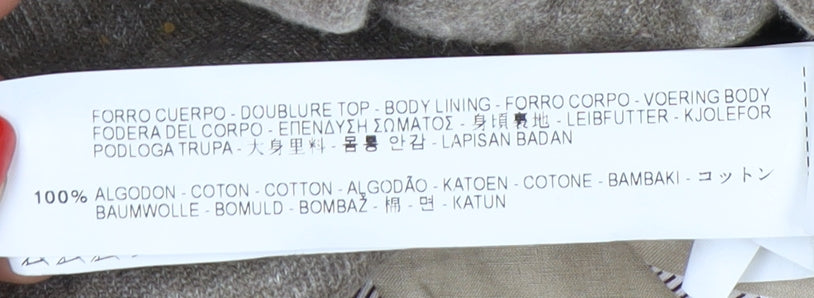 FORRO CUERPO - DOUBLURE TOP - BODY LINING - FORRO CORPO - VOERING BODY
FODERA DEL CORPO - ΕΠΕΝΔΥΣΗ ΣΩΜΑΤΟΣ - 身頃裏地 - LEIBFUTTER - KJOLEFOR
PODLOGA TRUPA - 大身里料 - 몸통 안감 - LAPISAN BADAN
100% ALGODON - COTON - COTTON - ALGODÃO - KATOEN - COTONE - BAMBAKI - コットン
BAUMWOLLE - BOMULD - BOMBAŽ - 棉 - 면 - KATUN